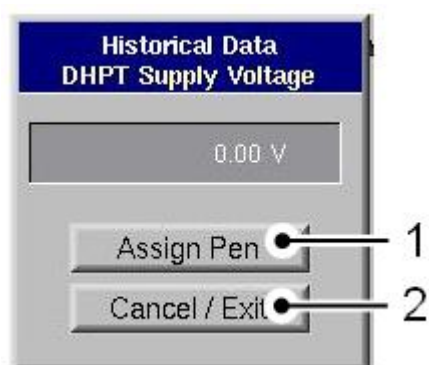 Historical Data
DHPT Supply Voltage
0.00 V
Assign Pen
1
Cancel / Exit
2